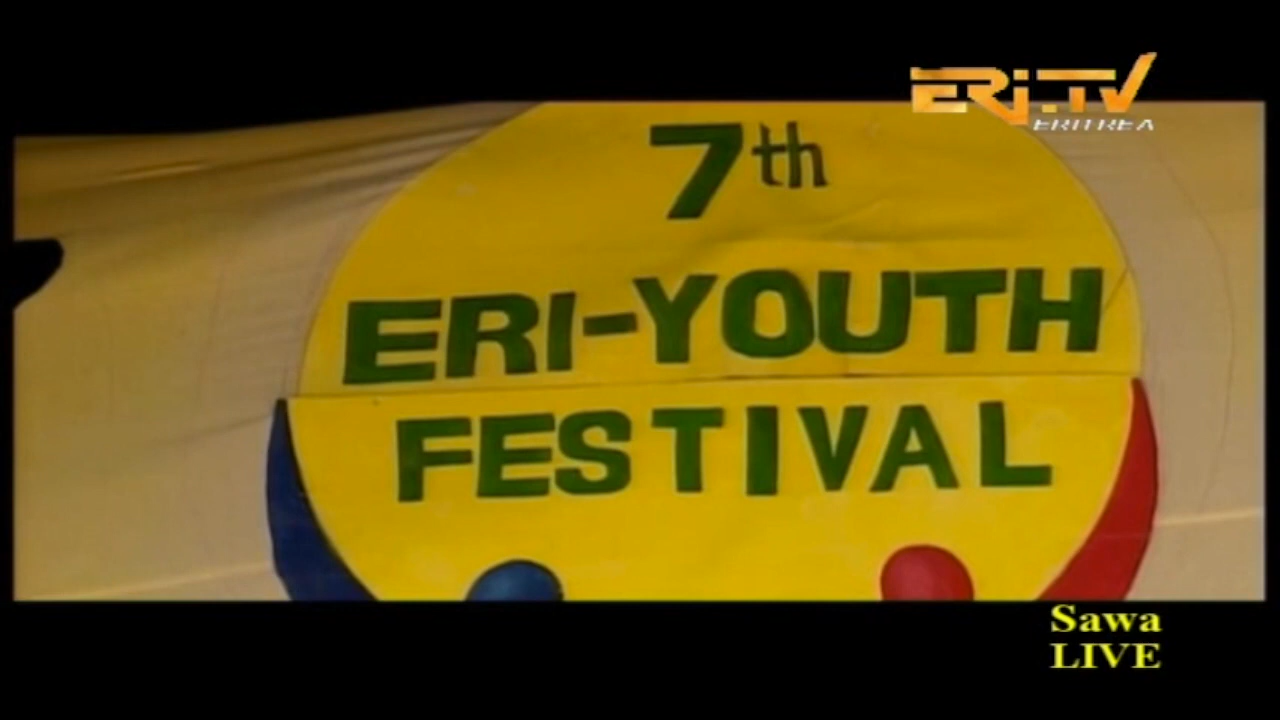 ERi-TV
ERITREA
7th
ERI-YOUTH
FESTIVAL
Sawa
LIVE